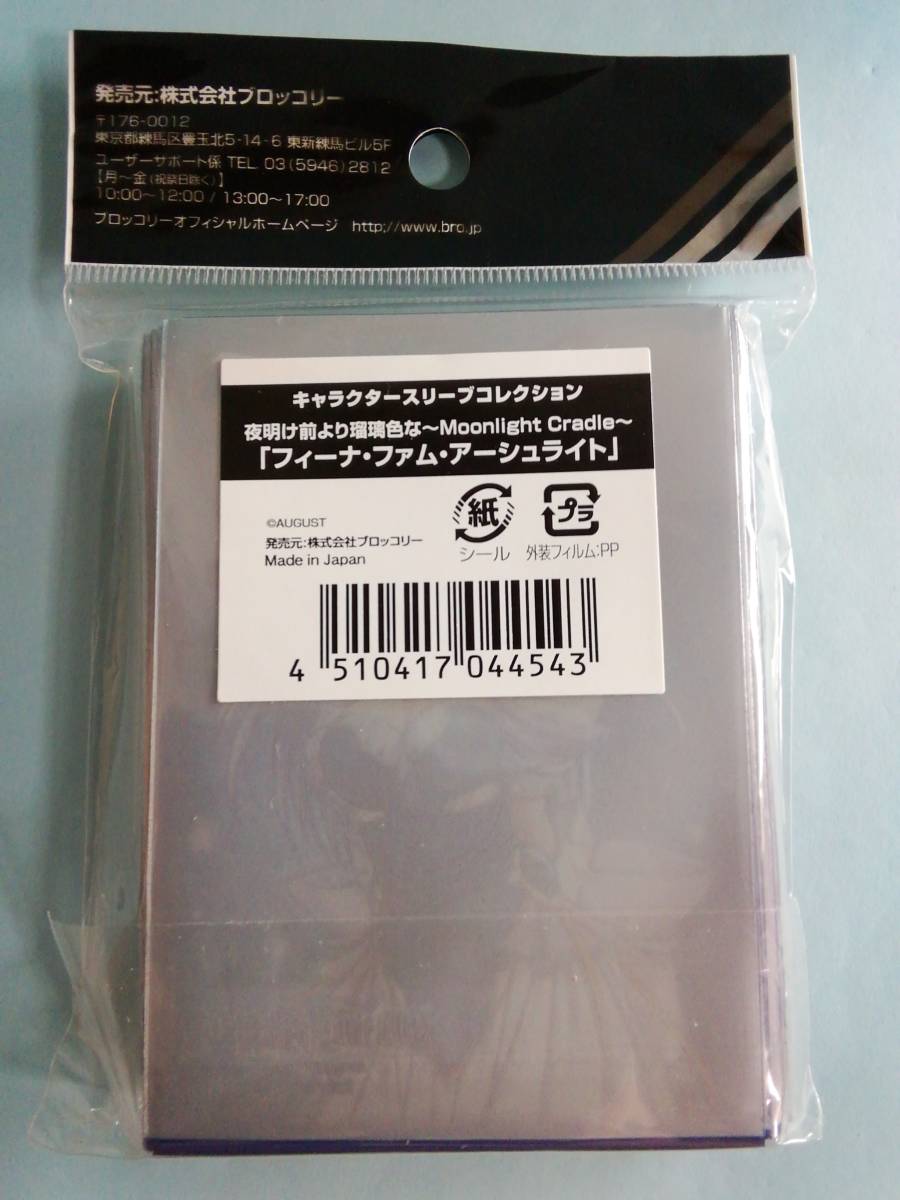 発売元:株式会社ブロッコリー
〒176-0012
東京都練馬区豊玉北5-14-6 東新練馬ビル5F
ユーザーサポート係 TEL 03(5946)2812
【月～金(祝祭日除く)】
10:00～12:00 / 13:00～17:00
ブロッコリーオフィシャルホームページ http://www.bro.jp
キャラクタースリーブコレクション
夜明け前より瑠璃色な～Moonlight Cradle～
「フィーナ・ファム・アーシュライト」
©AUGUST
発売元:株式会社ブロッコリー
Made in Japan
紙
シール
プラ
外装フィルム:PP
4 510417 044543